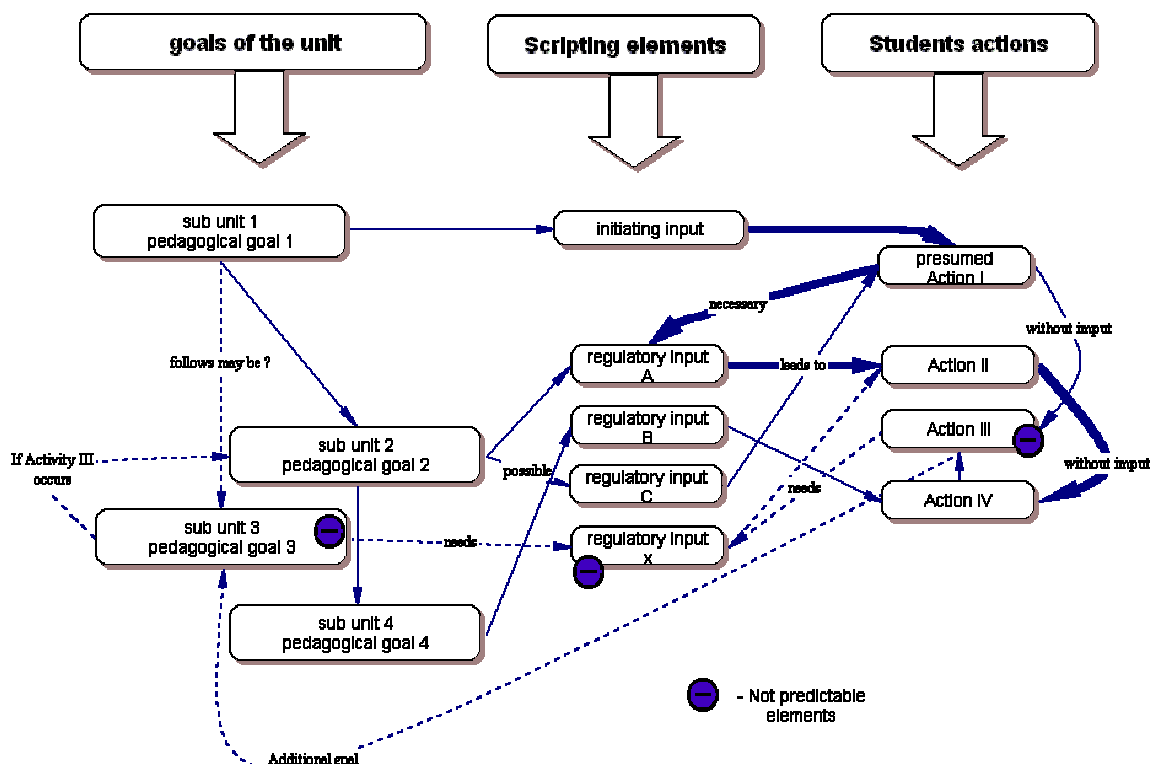 goals of the unit
Scripting elements
Students actions
sub unit 1
pedagogical goal 1
initiating input
presumed
Action I
necessary
without imput
follows may be ?
regulatory input
A
leads to
Action II
regulatory input
B
Action III
sub unit 2
pedagogical goal 2
If Activity III
occurs
possible
without imput
regulatory input
C
needs
Action IV
sub unit 3
pedagogical goal 3
needs
regulatory input
x
sub unit 4
pedagogical goal 4
- Not predictable
elements
Additional goal